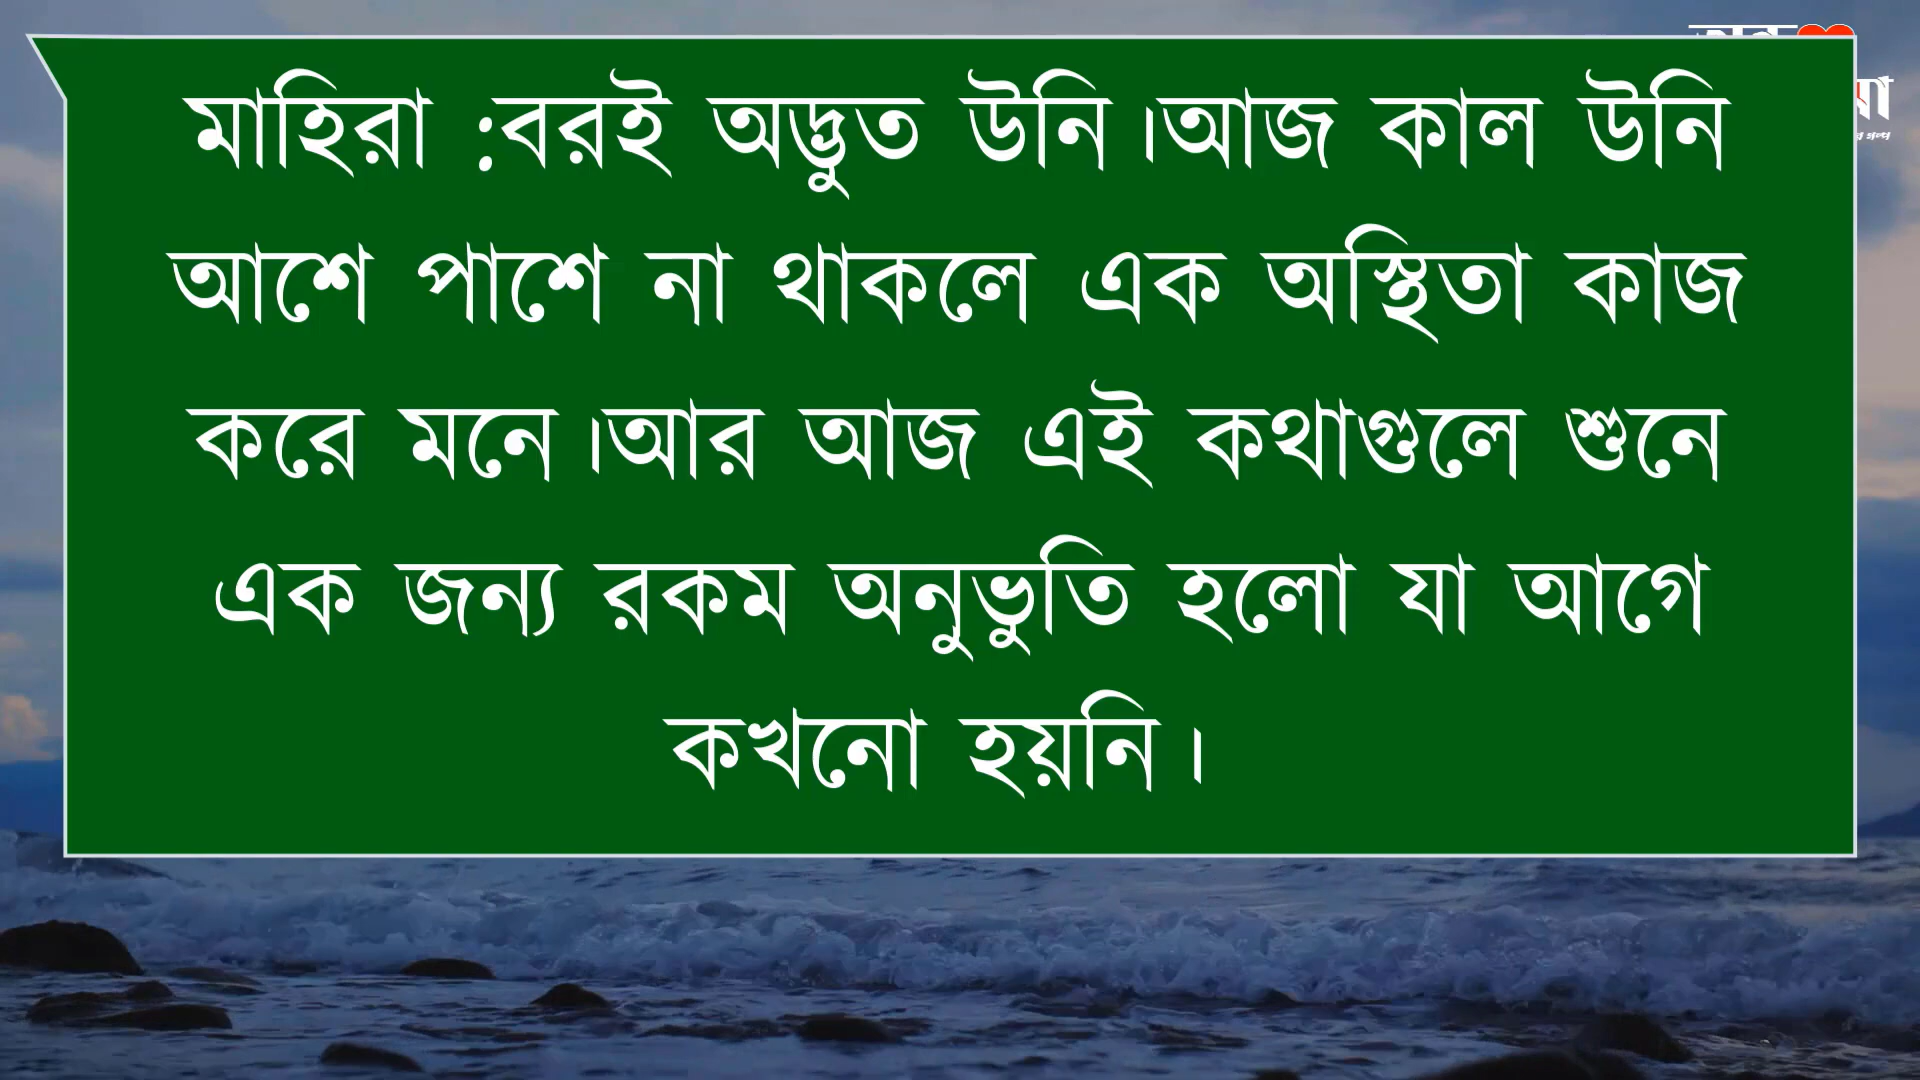 মাহিরা :বরই অদ্ভুত উনি।আজ কাল উনি
আশে পাশে না থাকলে এক অস্থিতা কাজ
করে মনে।আর আজ এই কথাগুলে শুনে
এক জন্য রকম অনুভুতি হলো যা আগে
কখনো হয়নি।